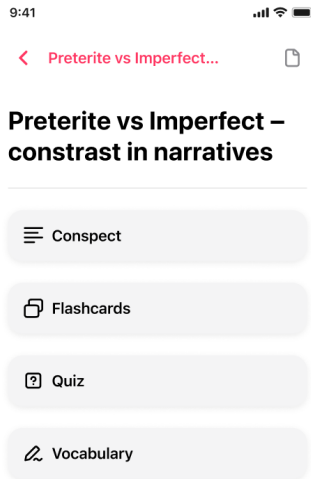 9:41
Preterite vs Imperfect...
Preterite vs Imperfect –
constrast in narratives
Conspect
Flashcards
Quiz
Vocabulary